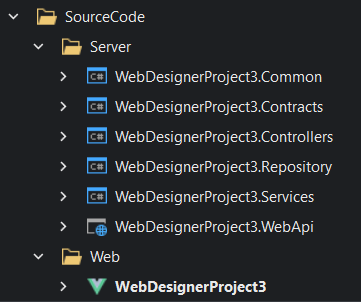 SourceCode
Server
C# WebDesignerProject3.Common
C# WebDesignerProject3.Contracts
C# WebDesignerProject3.Controllers
C# WebDesignerProject3.Repository
C# WebDesignerProject3.Services
WebDesignerProject3.WebApi
Web
WebDesignerProject3